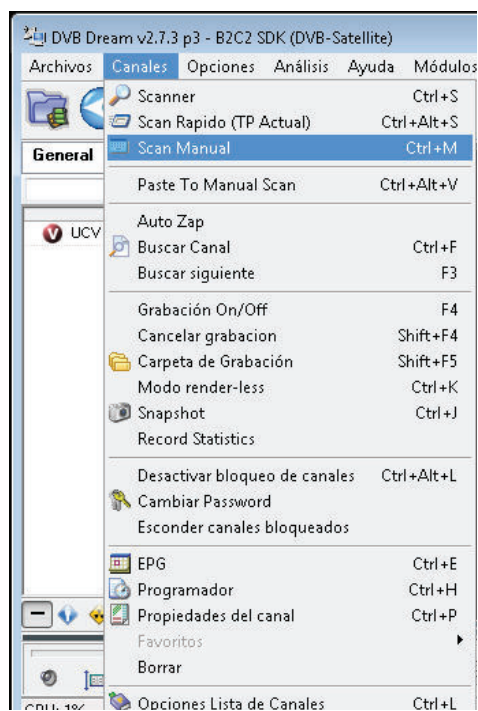 DVB Dream v2.7.3 p3 - B2C2 SDK (DVB-Satellite)
Archivos Canales Opciones Análisis Ayuda Módulos
Scanner Ctrl+S
Scan Rapido (TP Actual) Ctrl+Alt+S
General
Scan Manual Ctrl+M
Paste To Manual Scan Ctrl+Alt+V
Auto Zap
UCV
Buscar Canal Ctrl+F
Buscar siguiente F3
Grabación On/Off F4
Cancelar grabacion Shift+F4
Carpeta de Grabación Shift+F5
Modo render-less Ctrl+K
Snapshot Ctrl+J
Record Statistics
Desactivar bloqueo de canales Ctrl+Alt+L
Cambiar Password
Esconder canales bloqueados
EPG Ctrl+E
Programador Ctrl+H
Propiedades del canal Ctrl+P
Favoritos
Borrar
Opciones Lista de Canales Ctrl+L
CPU: 1%